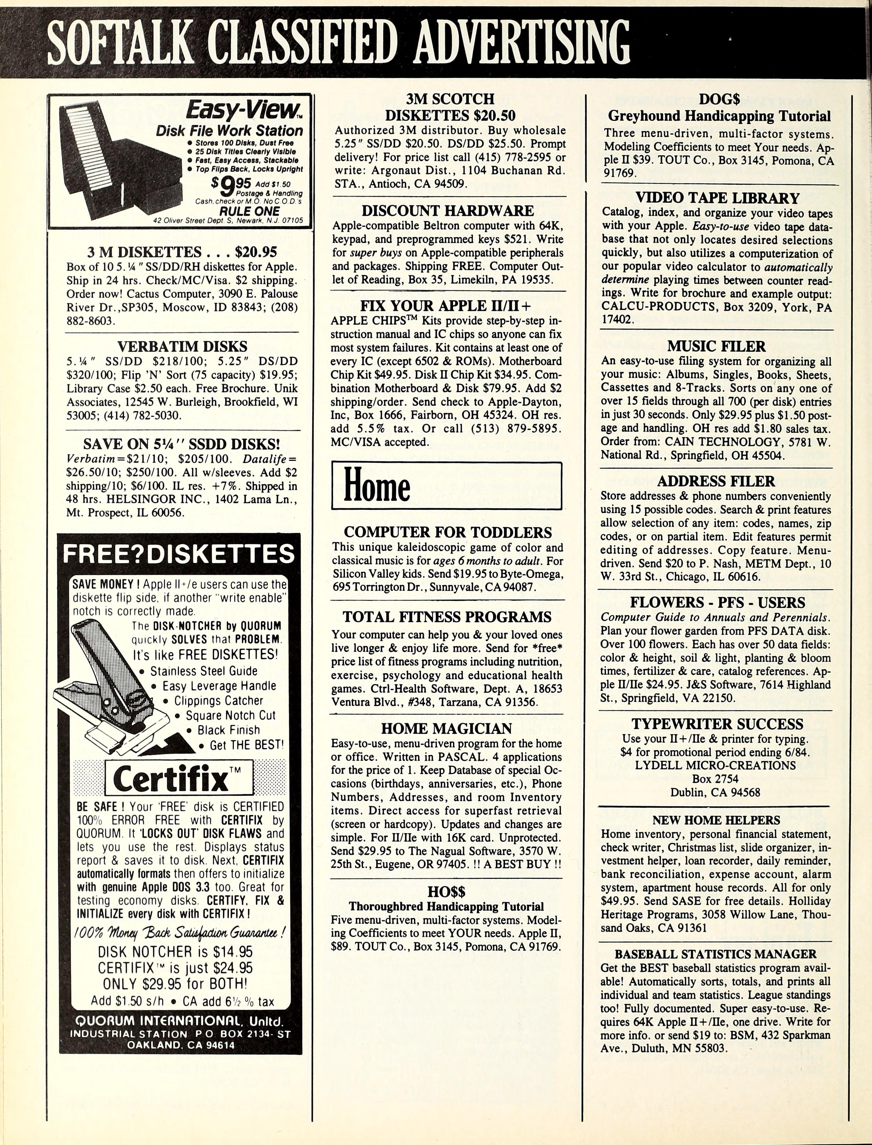 SOFTALK CLASSIFIED ADVERTISING
Easy-View™
Disk File Work Station
• Stores 100 Disks, Dust Free
• 25 Disk Titles Clearly Visible
• Fast, Easy Access, Stackable
• Top Flips Back, Locks Upright
$9⁹⁵ Add $1.50
Postage & Handling
Cash, check or M.O. No C.O.D.'s
RULE ONE
42 Oliver Street Dept. S, Newark, N.J. 07105
3 M DISKETTES . . . $20.95
Box of 10 5.¼" SS/DD/RH diskettes for Apple.
Ship in 24 hrs. Check/MC/Visa. $2 shipping.
Order now! Cactus Computer, 3090 E. Palouse
River Dr.,SP305, Moscow, ID 83843; (208)
882-8603.
VERBATIM DISKS
5.¼" SS/DD $218/100; 5.25" DS/DD
$320/100; Flip 'N' Sort (75 capacity) $19.95;
Library Case $2.50 each. Free Brochure. Unik
Associates, 12545 W. Burleigh, Brookfield, WI
53005; (414) 782-5030.
SAVE ON 5¼'' SSDD DISKS!
Verbatim=$21/10; $205/100. Datalife=
$26.50/10; $250/100. All w/sleeves. Add $2
shipping/10; $6/100. IL res. +7%. Shipped in
48 hrs. HELSINGOR INC., 1402 Lama Ln.,
Mt. Prospect, IL 60056.
FREE?DISKETTES
SAVE MONEY! Apple II+/e users can use the
diskette flip side, if another "write enable"
notch is correctly made.
The DISK-NOTCHER by QUORUM
quickly SOLVES that PROBLEM.
It's like FREE DISKETTES!
• Stainless Steel Guide
• Easy Leverage Handle
• Clippings Catcher
• Square Notch Cut
• Black Finish
• Get THE BEST!
Certifix™
BE SAFE! Your 'FREE' disk is CERTIFIED
100% ERROR FREE with CERTIFIX by
QUORUM. It 'LOCKS OUT' DISK FLAWS and
lets you use the rest. Displays status
report & saves it to disk. Next, CERTIFIX
automatically formats then offers to initialize
with genuine Apple DOS 3.3 too. Great for
testing economy disks. CERTIFY, FIX &
INITIALIZE every disk with CERTIFIX!
100% Money Back Satisfaction Guarantee!
DISK NOTCHER is $14.95
CERTIFIX™ is just $24.95
ONLY $29.95 for BOTH!
Add $1.50 s/h • CA add 6½% tax
QUORUM INTERNATIONAL, Unltd.
INDUSTRIAL STATION P O BOX 2134-ST
OAKLAND, CA 94614
3M SCOTCH
DISKETTES $20.50
Authorized 3M distributor. Buy wholesale
5.25" SS/DD $20.50. DS/DD $25.50. Prompt
delivery! For price list call (415) 778-2595 or
write: Argonaut Dist., 1104 Buchanan Rd.
STA., Antioch, CA 94509.
DISCOUNT HARDWARE
Apple-compatible Beltron computer with 64K,
keypad, and preprogrammed keys $521. Write
for super buys on Apple-compatible peripherals
and packages. Shipping FREE. Computer Out-
let of Reading, Box 35, Limekiln, PA 19535.
FIX YOUR APPLE II/II+
APPLE CHIPS™ Kits provide step-by-step in-
struction manual and IC chips so anyone can fix
most system failures. Kit contains at least one of
every IC (except 6502 & ROMs). Motherboard
Chip Kit $49.95. Disk II Chip Kit $34.95. Com-
bination Motherboard & Disk $79.95. Add $2
shipping/order. Send check to Apple-Dayton,
Inc, Box 1666, Fairborn, OH 45324. OH res.
add 5.5% tax. Or call (513) 879-5895.
MC/VISA accepted.
Home
COMPUTER FOR TODDLERS
This unique kaleidoscopic game of color and
classical music is for ages 6 months to adult. For
Silicon Valley kids. Send $19.95 to Byte-Omega,
695 Torrington Dr., Sunnyvale, CA 94087.
TOTAL FITNESS PROGRAMS
Your computer can help you & your loved ones
live longer & enjoy life more. Send for *free*
price list of fitness programs including nutrition,
exercise, psychology and educational health
games. Ctrl-Health Software, Dept. A, 18653
Ventura Blvd., #348, Tarzana, CA 91356.
HOME MAGICIAN
Easy-to-use, menu-driven program for the home
or office. Written in PASCAL. 4 applications
for the price of 1. Keep Database of special Oc-
casions (birthdays, anniversaries, etc.), Phone
Numbers, Addresses, and room Inventory
items. Direct access for superfast retrieval
(screen or hardcopy). Updates and changes are
simple. For II/IIe with 16K card. Unprotected.
Send $29.95 to The Nagual Software, 3570 W.
25th St., Eugene, OR 97405. !! A BEST BUY !!
HO$$
Thoroughbred Handicapping Tutorial
Five menu-driven, multi-factor systems. Model-
ing Coefficients to meet YOUR needs. Apple II,
$89. TOUT Co., Box 3145, Pomona, CA 91769.
DOG$
Greyhound Handicapping Tutorial
Three menu-driven, multi-factor systems.
Modeling Coefficients to meet Your needs. Ap-
ple II $39. TOUT Co., Box 3145, Pomona, CA
91769.
VIDEO TAPE LIBRARY
Catalog, index, and organize your video tapes
with your Apple. Easy-to-use video tape data-
base that not only locates desired selections
quickly, but also utilizes a computerization of
our popular video calculator to automatically
determine playing times between counter read-
ings. Write for brochure and example output:
CALCU-PRODUCTS, Box 3209, York, PA
17402.
MUSIC FILER
An easy-to-use filing system for organizing all
your music: Albums, Singles, Books, Sheets,
Cassettes and 8-Tracks. Sorts on any one of
over 15 fields through all 700 (per disk) entries
in just 30 seconds. Only $29.95 plus $1.50 post-
age and handling. OH res add $1.80 sales tax.
Order from: CAIN TECHNOLOGY, 5781 W.
National Rd., Springfield, OH 45504.
ADDRESS FILER
Store addresses & phone numbers conveniently
using 15 possible codes. Search & print features
allow selection of any item: codes, names, zip
codes, or on partial item. Edit features permit
editing of addresses. Copy feature. Menu-
driven. Send $20 to P. Nash, METM Dept., 10
W. 33rd St., Chicago, IL 60616.
FLOWERS - PFS - USERS
Computer Guide to Annuals and Perennials.
Plan your flower garden from PFS DATA disk.
Over 100 flowers. Each has over 50 data fields:
color & height, soil & light, planting & bloom
times, fertilizer & care, catalog references. Ap-
ple II/IIe $24.95. J&S Software, 7614 Highland
St., Springfield, VA 22150.
TYPEWRITER SUCCESS
Use your II+/IIe & printer for typing.
$4 for promotional period ending 6/84.
LYDELL MICRO-CREATIONS
Box 2754
Dublin, CA 94568
NEW HOME HELPERS
Home inventory, personal financial statement,
check writer, Christmas list, slide organizer, in-
vestment helper, loan recorder, daily reminder,
bank reconciliation, expense account, alarm
system, apartment house records. All for only
$49.95. Send SASE for free details. Holliday
Heritage Programs, 3058 Willow Lane, Thou-
sand Oaks, CA 91361
BASEBALL STATISTICS MANAGER
Get the BEST baseball statistics program avail-
able! Automatically sorts, totals, and prints all
individual and team statistics. League standings
too! Fully documented. Super easy-to-use. Re-
quires 64K Apple II+/IIe, one drive. Write for
more info. or send $19 to: BSM, 432 Sparkman
Ave., Duluth, MN 55803.